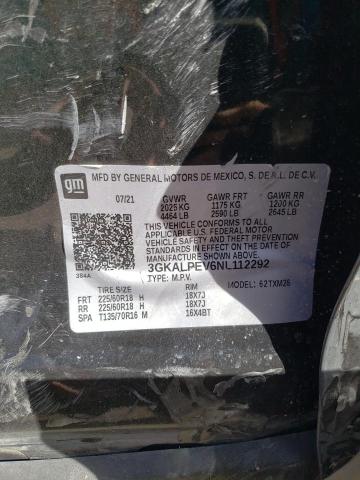 gm
MFD BY GENERAL MOTORS DE MEXICO, S. DE R.L. DE C.V.
07/21 GVWR GAWR FRT GAWR RR
2025 KG 1175 KG 1200 KG
4464 LB 2590 LB 2645 LB
THIS VEHICLE CONFORMS TO ALL APPLICABLE
U.S. FEDERAL MOTOR VEHICLE SAFETY
STANDARDS IN EFFECT ON THE DATE OF
MANUFACTURE SHOWN ABOVE.
3GKALPEV6NL112292
TYPE: M.P.V. MODEL: 62TXM26
384A
TIRE SIZE RIM
FRT 225/60R18 H 18X7J
RR 225/60R18 H 18X7J
SPA T135/70R16 M 16X4BT